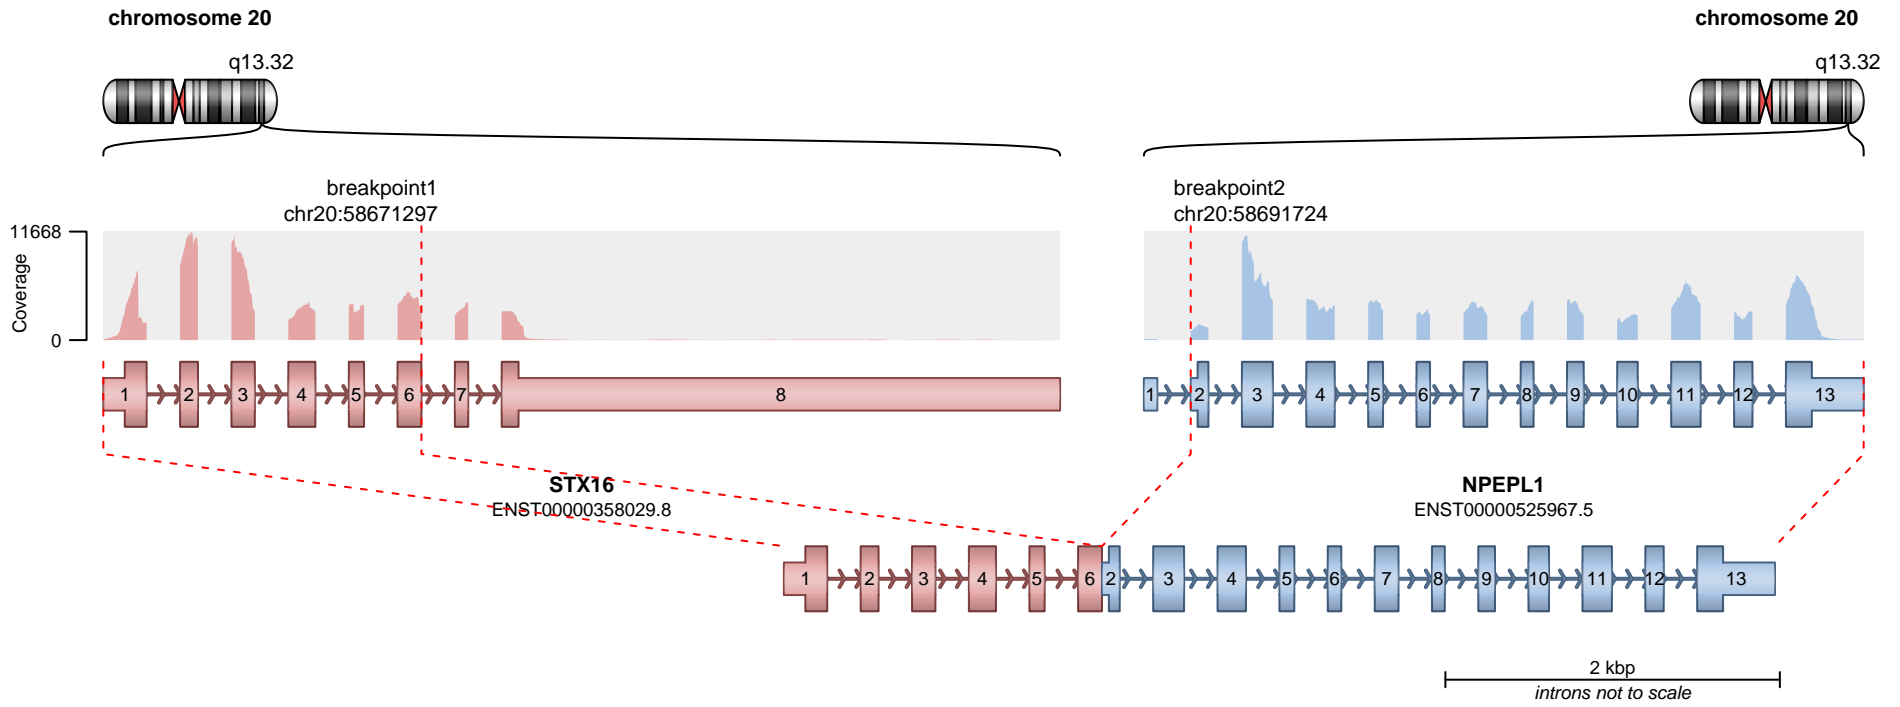 chromosome 20
chromosome 20
q13.32
q13.32
breakpoint1
chr20:58671297
breakpoint2
chr20:58691724
11668
Coverage
0
1 2 3 4 5 6 7 8
1 2 3 4 5 6 7 8 9 10 11 12 13
STX16
ENST00000358029.8
NPEPL1
ENST00000525967.5
1 2 3 4 5 6 2 3 4 5 6 7 8 9 10 11 12 13
2 kbp
introns not to scale